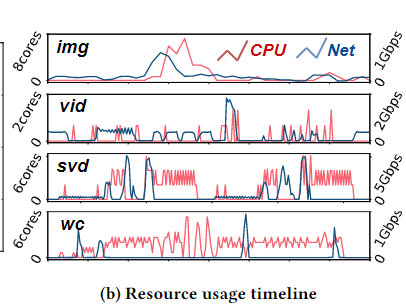 8cores
0
img
CPU
Net
1Gbps
0
2cores
0
vid
1Gbps
0
6cores
0
svd
5Gbps
0
6cores
0
wc
1Gbps
0
(b) Resource usage timeline